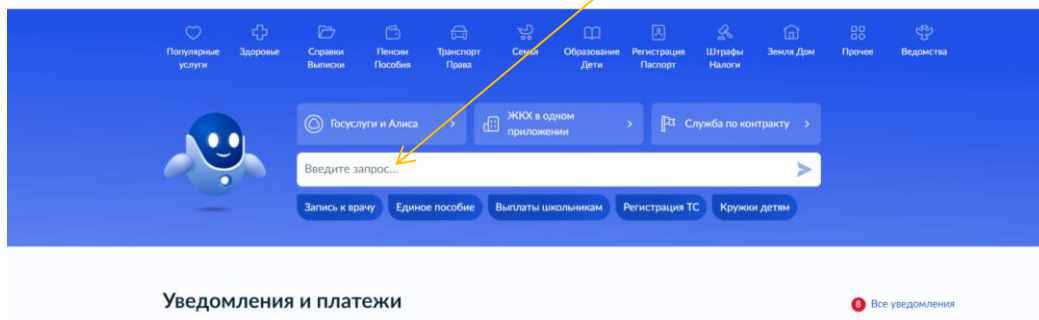 Популярные услуги
Здоровье
Справки Выписки
Пенсии Пособия
Транспорт Права
Семья
Образование Дети
Регистрация Паспорт
Штрафы Налоги
Земля Дом
Прочее
Ведомства
Госуслуги и Алиса
ЖКХ в одном
приложении
Служба по контракту
Введите запрос...
Запись к врачу
Единое пособие
Выплаты школьникам
Регистрация ТС
Кружки детям
Уведомления и платежи
8 Все уведомления